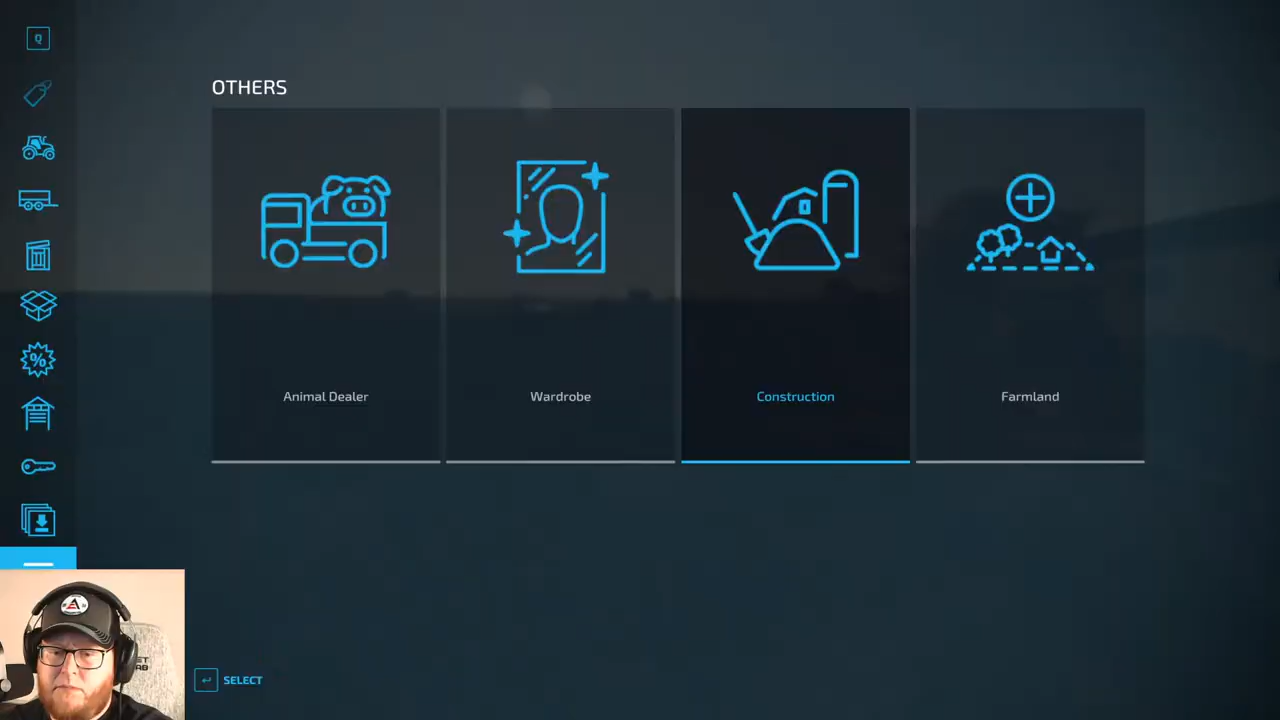 Q
OTHERS
Animal Dealer
Wardrobe
Construction
Farmland
SELECT